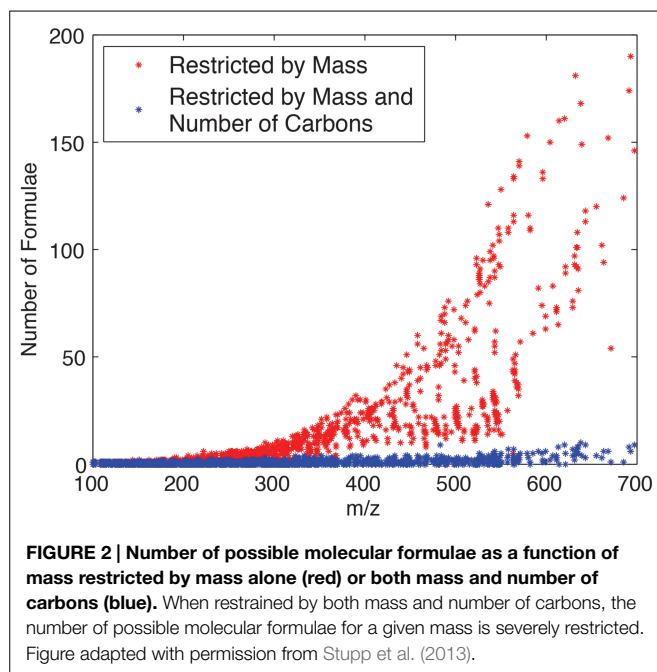 200
Restricted by Mass
Restricted by Mass and
Number of Carbons
150
100
50
0
Number of Formulae
100 200 300 400 500 600 700
m/z
FIGURE 2 | Number of possible molecular formulae as a function of
mass restricted by mass alone (red) or both mass and number of
carbons (blue). When restrained by both mass and number of carbons, the
number of possible molecular formulae for a given mass is severely restricted.
Figure adapted with permission from Stupp et al. (2013).